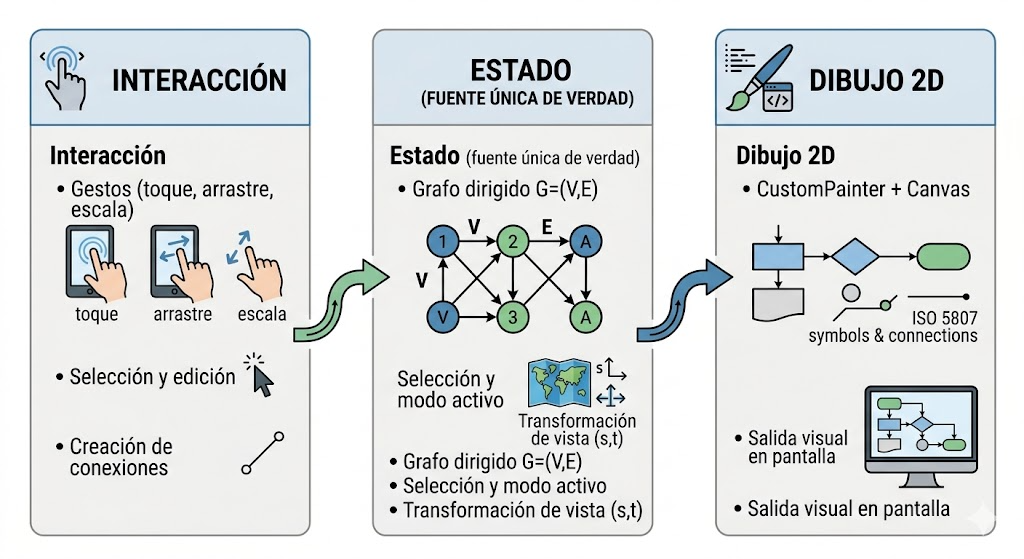 INTERACCIÓN
Interacción
• Gestos (toque, arrastre,
escala)
toque
arrastre
escala
• Selección y edición
• Creación de
conexiones
ESTADO
(FUENTE ÚNICA DE VERDAD)
Estado (fuente única de verdad)
• Grafo dirigido G=(V,E)
V
E
1
2
A
V
V
3
A
Selección y
modo activo
s
Transformación
de vista (s,t)
• Grafo dirigido G=(V,E)
• Selección y modo activo
• Transformación de vista (s,t)
DIBUJO 2D
</>
Dibujo 2D
• CustomPainter + Canvas
ISO 5807
symbols & connections
• Salida visual
en pantalla
• Salida visual en pantalla